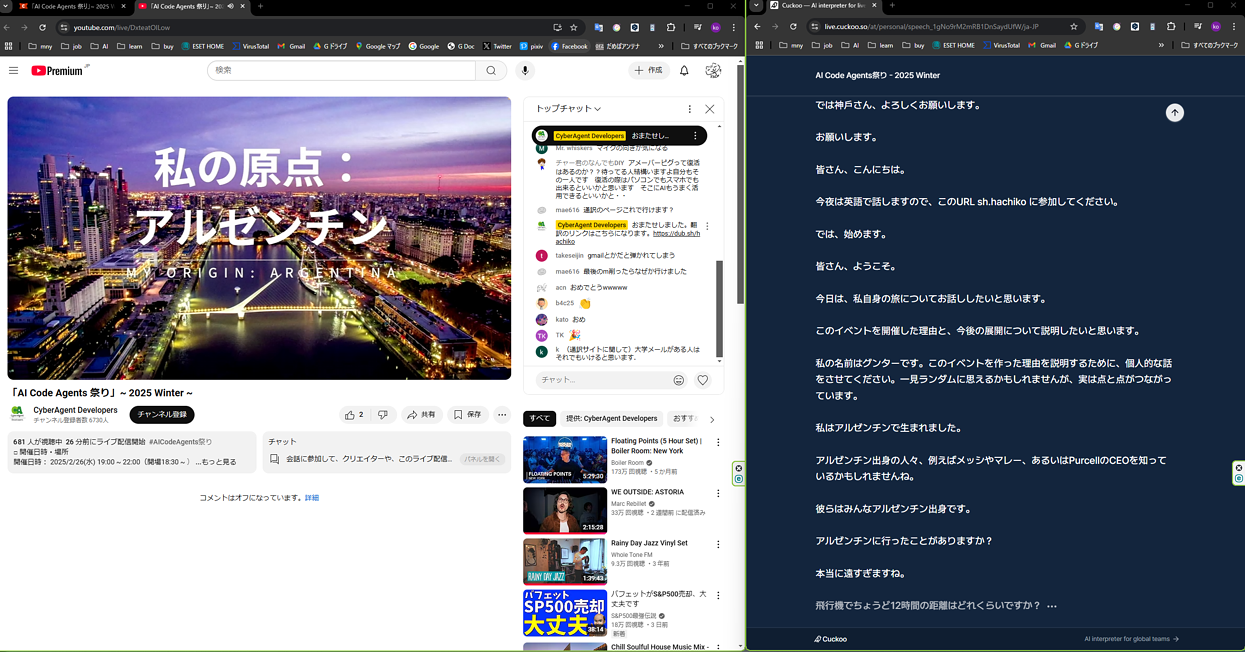 「AI Code Agents 祭り」~ 2025 W
「AI Code Agents 祭り」~ 202
youtube.com/live/DxteatOlLow
mny
job
AI
learn
buy
ESET HOME
VirusTotal
Gmail
G ドライブ
Google マップ
Google
G Doc
Twitter
pixiv
Facebook
だめぽアンテナ
すべてのブックマーク
Premium JP
検索
作成
私の原点：
アルゼンチン
MY ORIGIN: ARGENTINA
「AI Code Agents 祭り」~ 2025 Winter ~
CyberAgent Developers
チャンネル登録者数 6730人
チャンネル登録
2
共有
保存
681 人が視聴中 26 分前にライブ配信開始 #AICodeAgents祭り
開催日時・場所
開催日時： 2025/2/26(水) 19:00 ~ 22:00（開場18:30 ~ ） ...もっと見る
チャット
会話に参加して、クリエイターや、このライブ配信...
パネルを開く
コメントはオフになっています。詳細
トップチャット
CyberAgent Developers おまたせし...
Mr. whiskers マイクの向きが気になる
チャー君のなんでもDIY アメーバーピグって復活
はあるのか？？待ってる人結構いますよ自分もそ
の一人です 復活の際はパソコンでもスマホでも
出来るといいかと思います そこにAIもうまく活
用できるといいかと・・
mae616 通訳のページこれで行けます？
CyberAgent Developers おまたせしました。翻
訳のリンクはこちらになります。https://dub.sh/h
achiko
takeseijin gmailとかだと弾かれてしまう
mae616 最後のm削ったらなぜか行けました
acn おめでとうwwwww
b4c25 👏
kato おめ
TK 🎉
k （通訳サイトに関して）大学メールがある人は
それでもいけると思います.
チャット...
すべて
提供: CyberAgent Developers
おすす
Floating Points (5 Hour Set) |
Boiler Room: New York
Boiler Room
173万 回視聴・5 か月前
FLOATING POINTS
5:29:30
WE OUTSIDE: ASTORIA
Marc Rebillet
33万 回視聴・2 週間前 に配信済み
2:15:28
Rainy Day Jazz Vinyl Set
Whole Tone FM
9.3万 回視聴・3 年前
RAINY DAY JAZZ
1:39:43
バフェットがS&P500売却、大
丈夫です
S&P500最強伝説
18万 回視聴・3 日前
新着
バフェット
SP500売却
大丈夫
38:14
Chill Soulful House Music Mix -
Cuckoo — AI interpreter for live
live.cuckoo.so/at/personal/speech_1gNo9rM2mRB1DnSaydUfW/ja-JP
mny
job
AI
learn
buy
ESET HOME
VirusTotal
Gmail
G ドライブ
すべてのブックマーク
AI Code Agents祭り - 2025 Winter
では神戸さん、よろしくお願いします。
お願いします。
皆さん、こんにちは。
今夜は英語で話しますので、このURL sh.hachiko に参加してください。
では、始めます。
皆さん、ようこそ。
今日は、私自身の旅についてお話ししたいと思います。
このイベントを開催した理由と、今後の展開について説明したいと思います。
私の名前はグンターです。このイベントを作った理由を説明するために、個人的な話
をさせてください。一見ランダムに思えるかもしれませんが、実は点と点がつながっ
ています。
私はアルゼンチンで生まれました。
アルゼンチン出身の人々、例えばメッシやマレー、あるいはPurcellのCEOを知って
いるかもしれませんね。
彼らはみんなアルゼンチン出身です。
アルゼンチンに行ったことがありますか？
本当に遠すぎますね。
飛行機でちょうど12時間の距離はどれくらいですか？ ...
Cuckoo
AI interpreter for global teams →